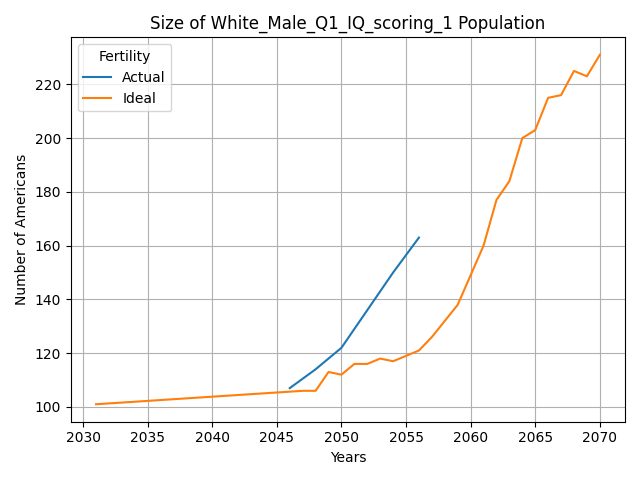 Size of White_Male_Q1_IQ_scoring_1 Population
Fertility
Actual
Ideal
Number of Americans
220
200
180
160
140
120
100
2030 2035 2040 2045 2050 2055 2060 2065 2070
Years